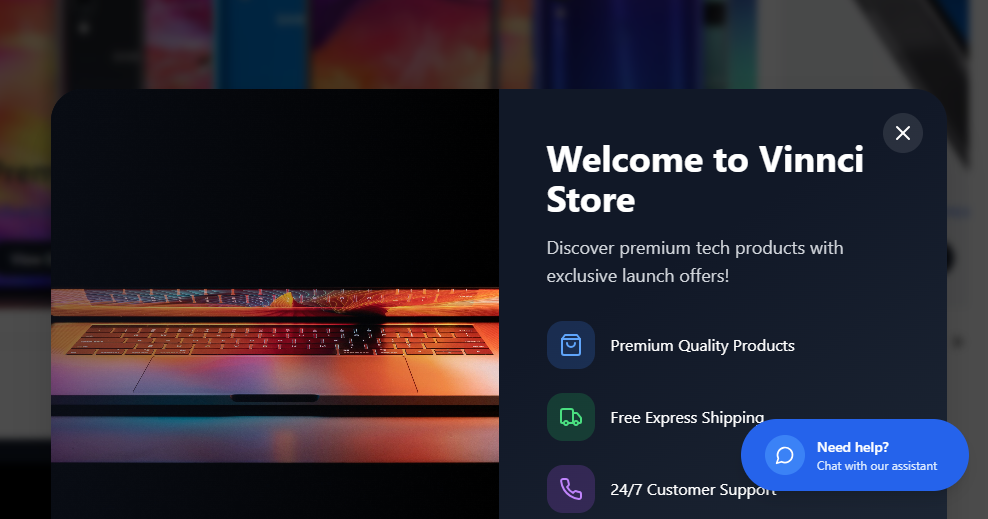 Welcome to Vinnci
Store
Discover premium tech products with
exclusive launch offers!
Premium Quality Products
Free Express Shipping
24/7 Customer Support
Need help?
Chat with our assistant